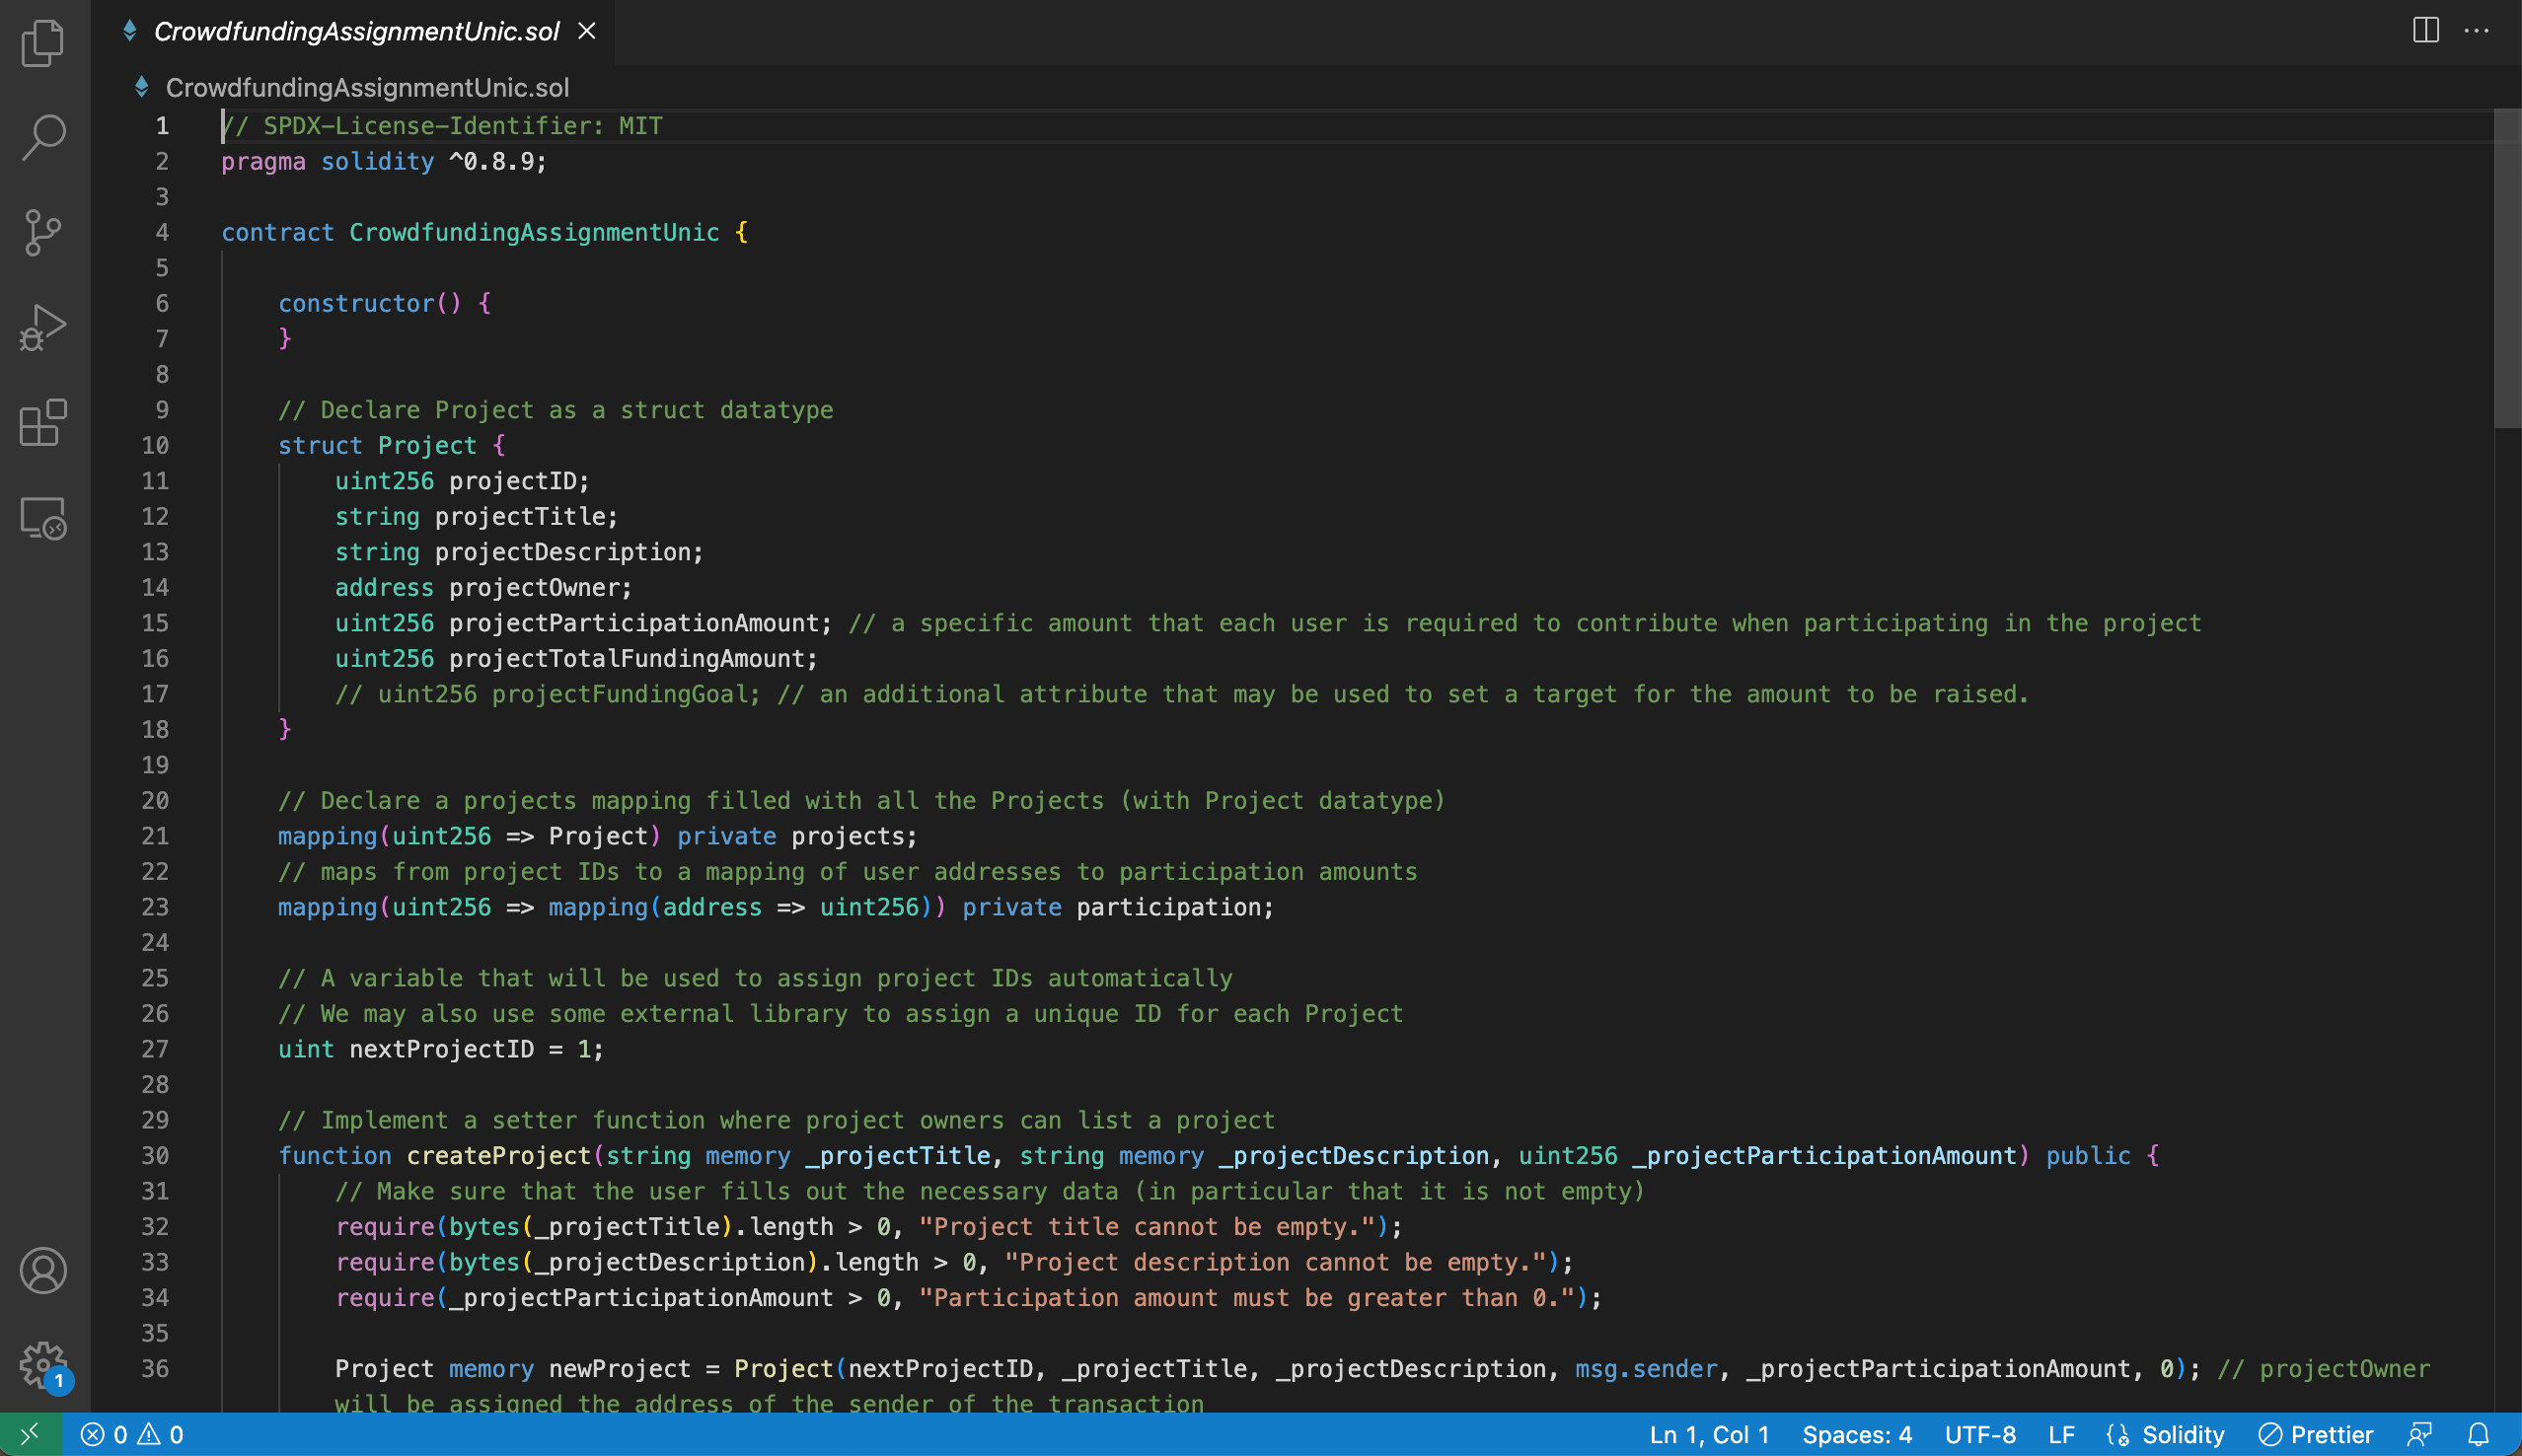 CrowdfundingAssignmentUnic.sol
CrowdfundingAssignmentUnic.sol
1 // SPDX-License-Identifier: MIT
2 pragma solidity ^0.8.9;
3
4 contract CrowdfundingAssignmentUnic {
5
6 constructor() {
7 }
8
9 // Declare Project as a struct datatype
10 struct Project {
11 uint256 projectID;
12 string projectTitle;
13 string projectDescription;
14 address projectOwner;
15 uint256 projectParticipationAmount; // a specific amount that each user is required to contribute when participating in the project
16 uint256 projectTotalFundingAmount;
17 // uint256 projectFundingGoal; // an additional attribute that may be used to set a target for the amount to be raised.
18 }
19
20 // Declare a projects mapping filled with all the Projects (with Project datatype)
21 mapping(uint256 => Project) private projects;
22 // maps from project IDs to a mapping of user addresses to participation amounts
23 mapping(uint256 => mapping(address => uint256)) private participation;
24
25 // A variable that will be used to assign project IDs automatically
26 // We may also use some external library to assign a unique ID for each Project
27 uint nextProjectID = 1;
28
29 // Implement a setter function where project owners can list a project
30 function createProject(string memory _projectTitle, string memory _projectDescription, uint256 _projectParticipationAmount) public {
31 // Make sure that the user fills out the necessary data (in particular that it is not empty)
32 require(bytes(_projectTitle).length > 0, "Project title cannot be empty.");
33 require(bytes(_projectDescription).length > 0, "Project description cannot be empty.");
34 require(_projectParticipationAmount > 0, "Participation amount must be greater than 0.");
35
36 Project memory newProject = Project(nextProjectID, _projectTitle, _projectDescription, msg.sender, _projectParticipationAmount, 0); // projectOwner
will be assigned the address of the sender of the transaction
1
0 0 Ln 1, Col 1 Spaces: 4 UTF-8 LF Solidity Prettier